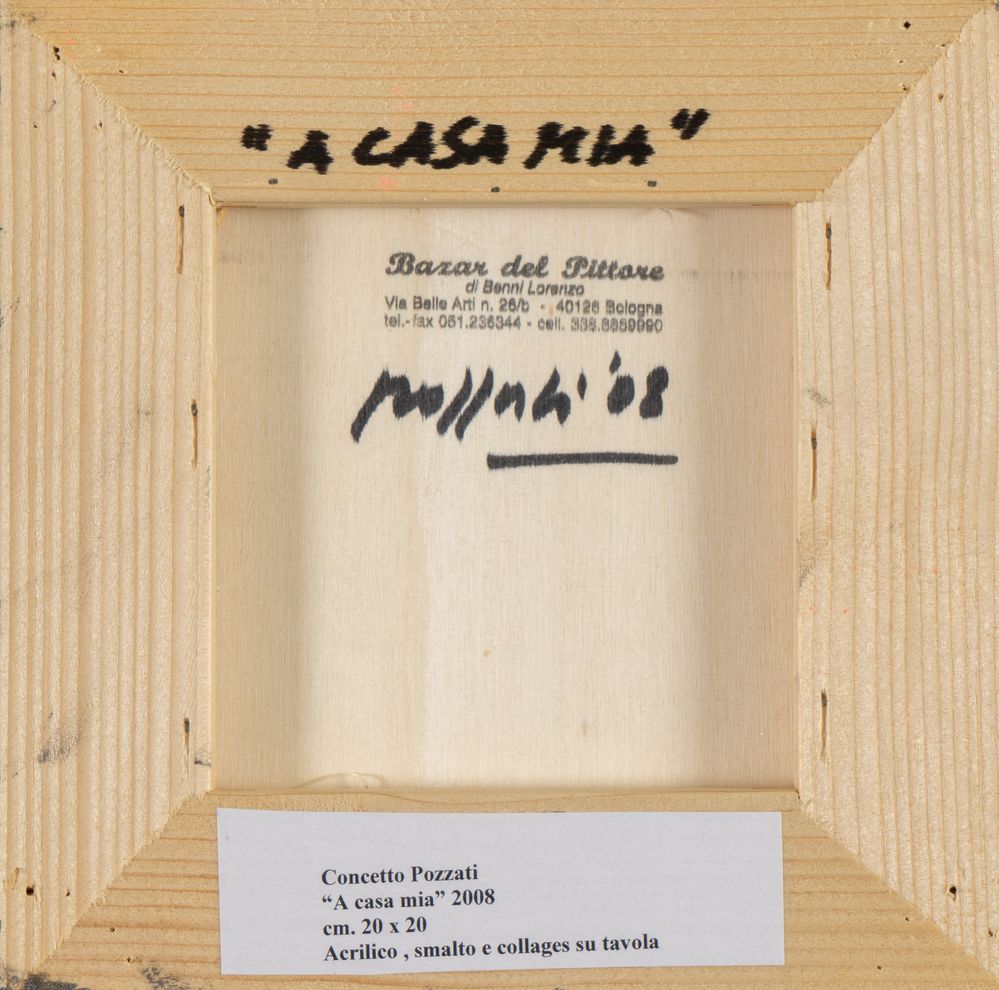 "A CASA MIA"
Bazar del Pittore
di Benni Lorenzo
Via Belle Arti n. 26/b - 40126 Bologna
tel.-fax 051.236344 - cell. 338.8859990
Pozzati '08
Concetto Pozzati
“A casa mia” 2008
cm. 20 x 20
Acrilico , smalto e collages su tavola